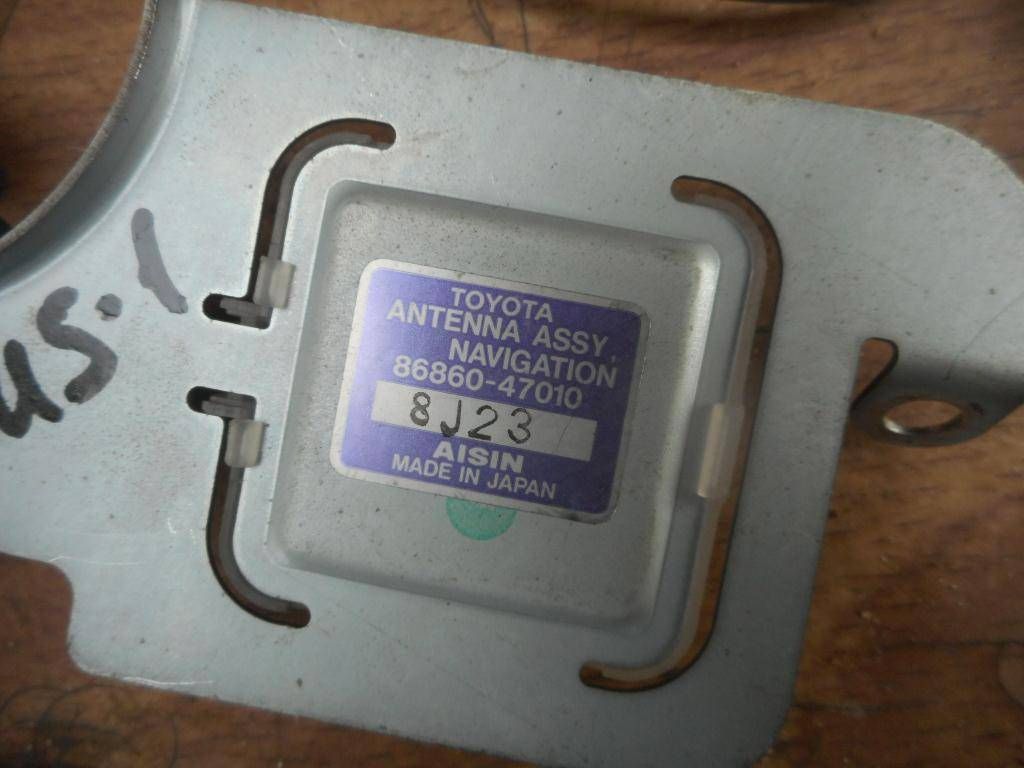 TOYOTA
ANTENNA ASSY,
NAVIGATION
86860-47010
8J23
AISIN
MADE IN JAPAN